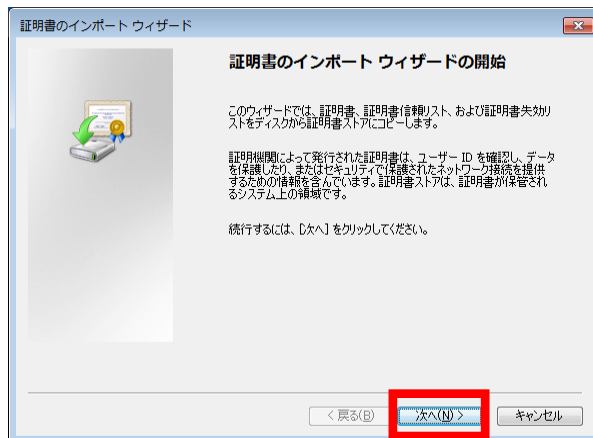 証明書のインポート ウィザード
証明書のインポート ウィザードの開始
このウィザードでは、証明書、証明書信頼リスト、および証明書失効リ
ストをディスクから証明書ストアにコピーします。
証明機関によって発行された証明書は、ユーザー ID を確認し、データ
を保護したり、またはセキュリティで保護されたネットワーク接続を提供
するための情報を含んでいます。証明書ストアは、証明書が保管され
るシステム上の領域です。
続行するには、[次へ] をクリックしてください。
< 戻る(B)
次へ(N) >
キャンセル